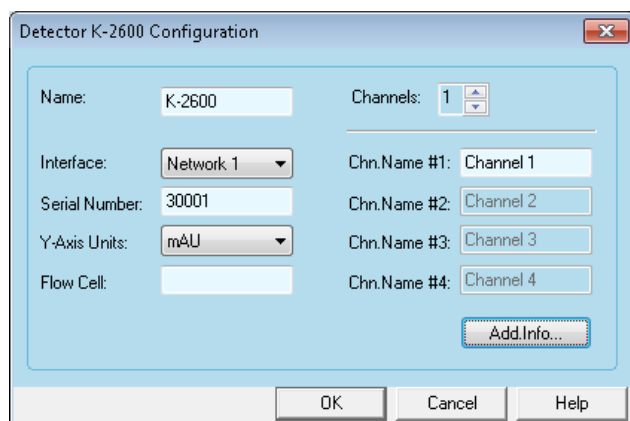 Detector K-2600 Configuration
Name: K-2600
Channels: 1
Interface: Network 1
Chn.Name #1: Channel 1
Serial Number: 30001
Chn.Name #2: Channel 2
Y-Axis Units: mAU
Chn.Name #3: Channel 3
Flow Cell:
Chn.Name #4: Channel 4
Add.Info...
OK
Cancel
Help